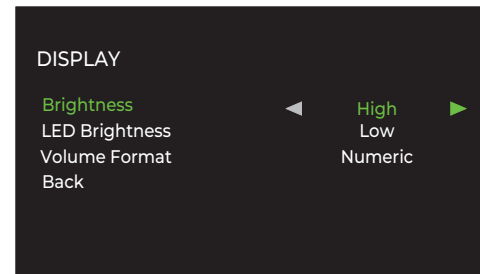 DISPLAY
Brightness High
LED Brightness Low
Volume Format Numeric
Back